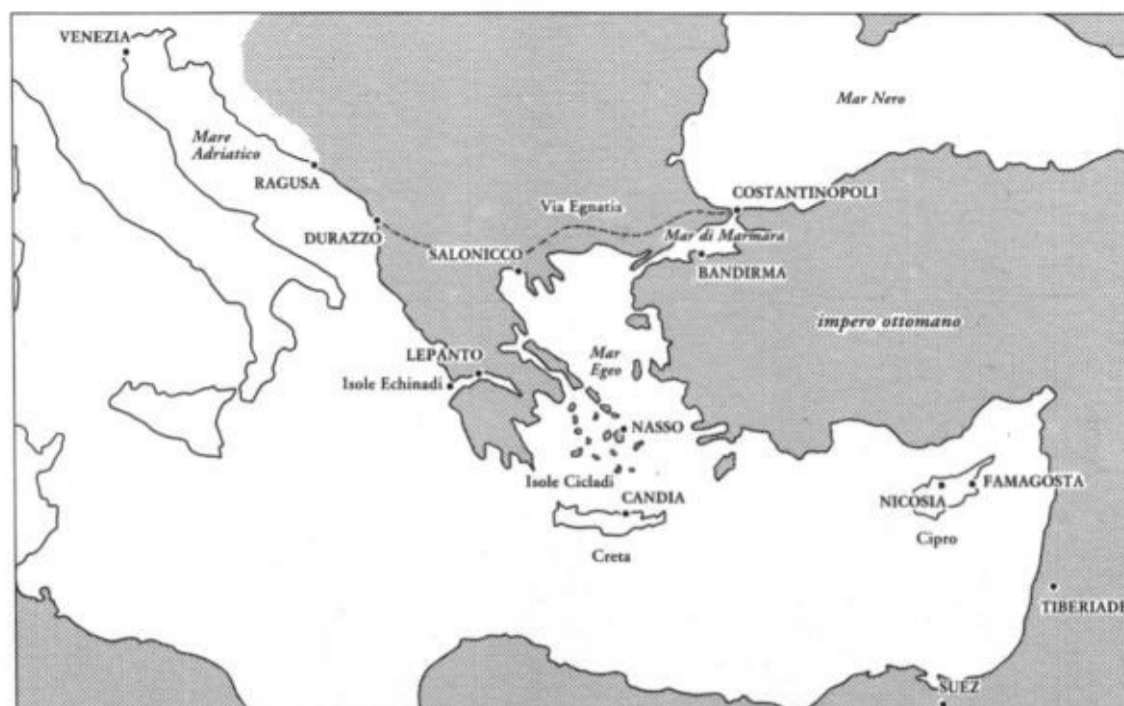 VENEZIA
Mar Nero
Mare
Adriatico
RAGUSA
COSTANTINOPOLI
Via Egnatia
DURAZZO
Mar di Marmara
SALONICCO
BANDIRMA
impero ottomano
LEPANTO
Mar
Egeo
Isole Echinadi
NASSO
Isole Cicladi
FAMAGOSTA
NICOSIA
CANDIA
Cipro
Creta
TIBERIADE
SUEZ